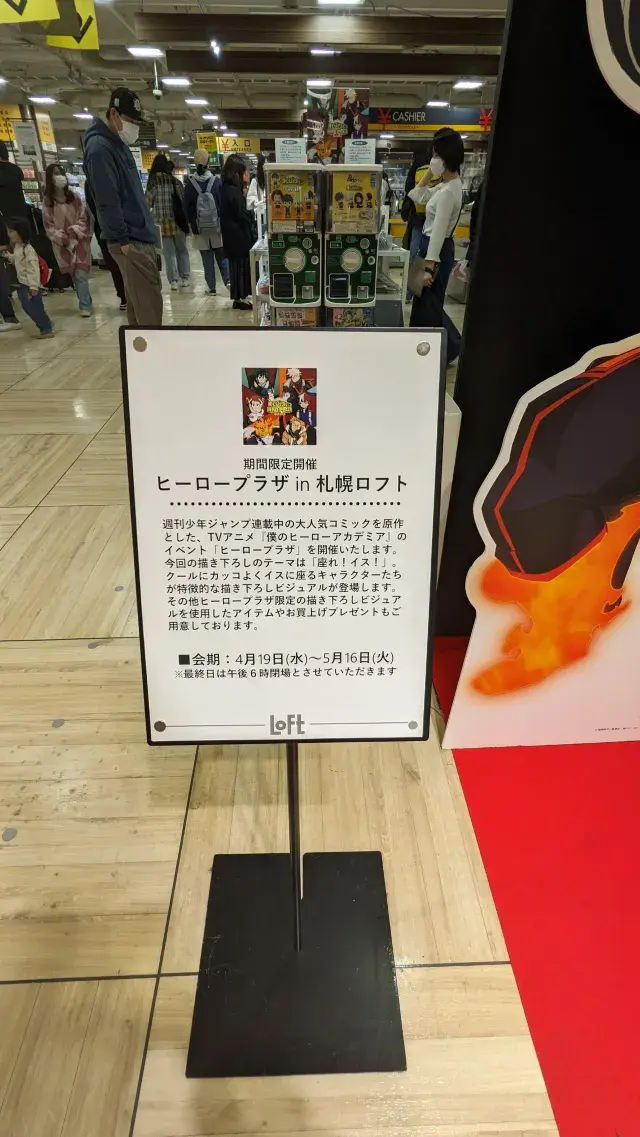 CASHIER
入口
期間限定開催
ヒーロープラザ in 札幌ロフト
週刊少年ジャンプ連載中の大人気コミックを原作
とした、TVアニメ『僕のヒーローアカデミア』の
イベント「ヒーロープラザ」を開催いたします。
今回の描き下ろしのテーマは「座れ!イス!」。
クールにカッコよくイスに座るキャラクターたち
が特徴的な描き下ろしビジュアルが登場します。
その他ヒーロープラザ限定の描き下ろしビジュア
ルを使用したアイテムやお買上げプレゼントもご
用意しております。
■会期:4月19日(水)~5月16日(火)
※最終日は午後6時閉場とさせていただきます
LOFT